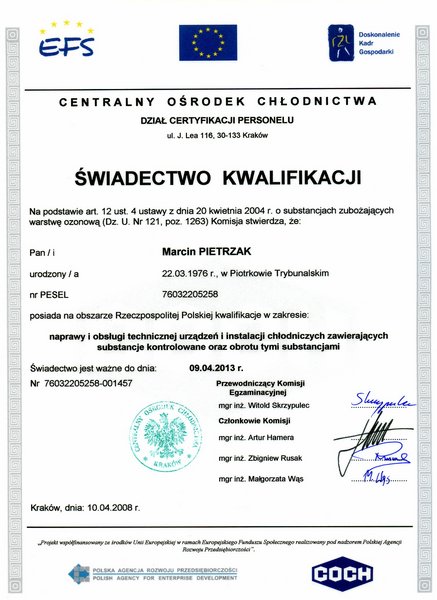 EFS
Doskonalenie
Kadr
Gospodarki
CENTRALNY OŚRODEK CHŁODNICTWA
DZIAŁ CERTYFIKACJI PERSONELU
ul. J. Lea 116, 30-133 Kraków
ŚWIADECTWO KWALIFIKACJI
Na podstawie art. 12 ust. 4 ustawy z dnia 20 kwietnia 2004 r. o substancjach zubożających
warstwę ozonową (Dz. U. Nr 121, poz. 1263) Komisja stwierdza, że:
Pan / i Marcin PIETRZAK
urodzony / a 22.03.1976 r., w Piotrkowie Trybunalskim
nr PESEL 76032205258
posiada na obszarze Rzeczpospolitej Polskiej kwalifikacje w zakresie:
naprawy i obsługi technicznej urządzeń i instalacji chłodniczych zawierających
substancje kontrolowane oraz obrotu tymi substancjami
Świadectwo jest ważne do dnia: 09.04.2013 r.
Nr 76032205258-001457
Przewodniczący Komisji
Egzaminacyjnej
mgr inż. Witold Skrzypulec
Członkowie Komisji
mgr inż. Artur Hamera
mgr inż. Zbigniew Rusak
mgr inż. Małgorzata Wąs
M. Wąs
CENTRALNY OŚRODEK CHŁODNICTWA
KRAKÓW
Kraków, dnia: 10.04.2008 r.
„Projekt współfinansowany ze środków Unii Europejskiej w ramach Europejskiego Funduszu Społecznego realizowany pod nadzorem Polskiej Agencji
Rozwoju Przedsiębiorczości".
POLSKA AGENCJA ROZWOJU PRZEDSIĘBIORCZOŚCI
POLISH AGENCY FOR ENTERPRISE DEVELOPMENT
COCH